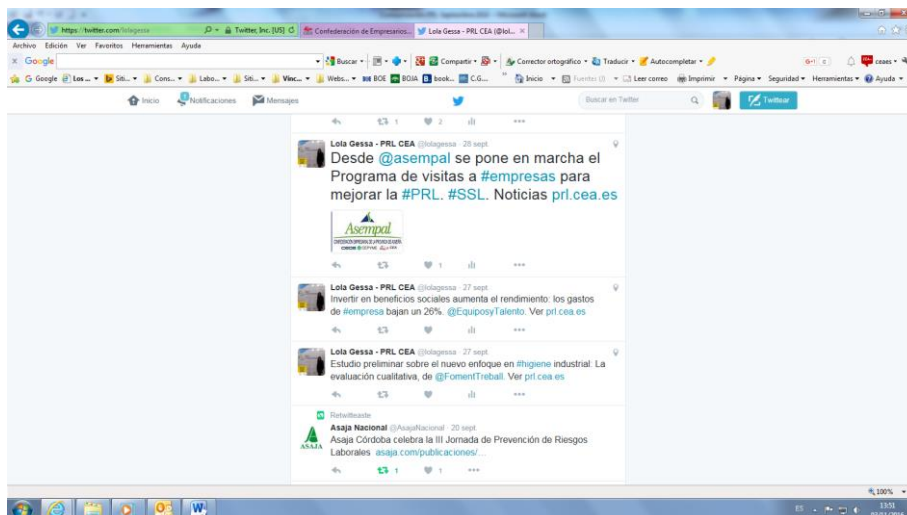 https://twitter.com/lolagessa
Twitter, Inc. [US]
Confederación de Empresarios...
Lola Gessa - PRL CEA (@lol...
Archivo Edición Ver Favoritos Herramientas Ayuda
x Google
Buscar
Compartir
Corrector ortográfico
Traducir
Autocompletar
ceaes
G Google
Los ...
Siti...
Cons...
Labo...
Siti...
Vinc...
Webs...
BOE
BOJA
book...
C.G...
Inicio
Fuentes
Leer correo
Imprimir
Página
Seguridad
Herramientas
Ayuda
Inicio
Notificaciones
Mensajes
Buscar en Twitter
Twittear
1 2
Lola Gessa - PRL CEA @lolagessa · 28 sept.
Desde @asempal se pone en marcha el
Programa de visitas a #empresas para
mejorar la #PRL. #SSL. Noticias prl.cea.es
Asempal
1
Lola Gessa - PRL CEA @lolagessa · 27 sept.
Invertir en beneficios sociales aumenta el rendimiento: los gastos
de #empresa bajan un 26%. @EquiposyTalento. Ver prl.cea.es
Lola Gessa - PRL CEA @lolagessa · 27 sept.
Estudio preliminar sobre el nuevo enfoque en #higiene industrial: La
evaluación cualitativa, de @FomentTreball. Ver prl.cea.es
Retwitteaste
Asaja Nacional @AsajaNacional · 20 sept.
ASAJA
Asaja Córdoba celebra la III Jornada de Prevención de Riesgos
Laborales asaja.com/publicaciones/...
1 1
100%
ES
13:51